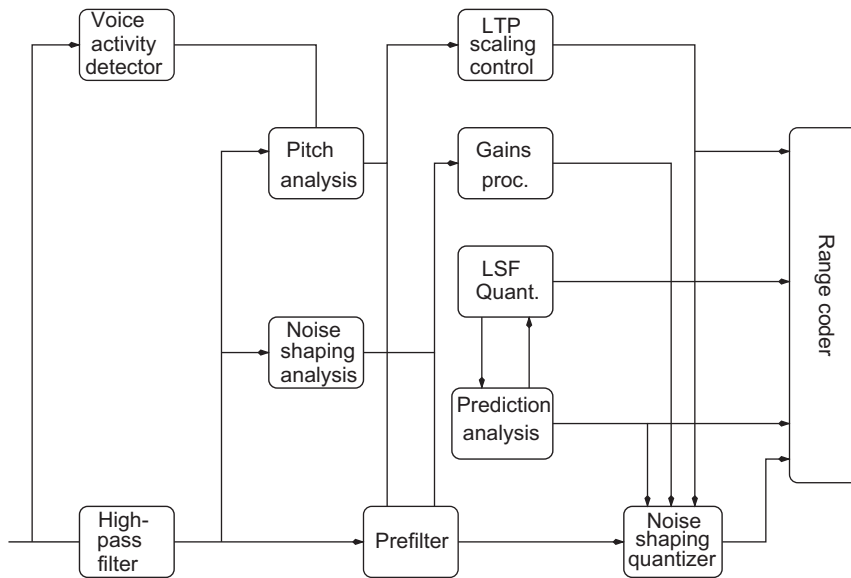 Voice
activity
detector
LTP
scaling
control
Pitch
analysis
Gains
proc.
LSF
Quant.
Noise
shaping
analysis
Prediction
analysis
Range coder
High-
pass
filter
Prefilter
Noise
shaping
quantizer